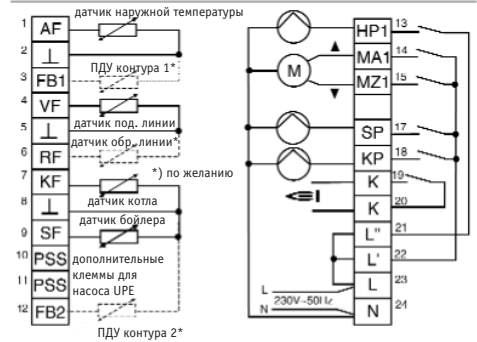 датчик наружной температуры
1 AF
2 ⊥
ПДУ контура 1*
3 FB1
4 VF
5 ⊥ датчик под. линии
датчик обр. линии*
6 RF
*) по желанию
7 KF
датчик котла
8 ⊥
датчик бойлера
9 SF
10 PSS дополнительные
клеммы для
11 PSS
насоса UPE
12 FB2
ПДУ контура 2*
HP1 13
MA1 14
M
MZ1 15
SP 17
KP 18
K 19
K 20
L" 21
L' 22
L L 23
230V~50Hz
N N 24